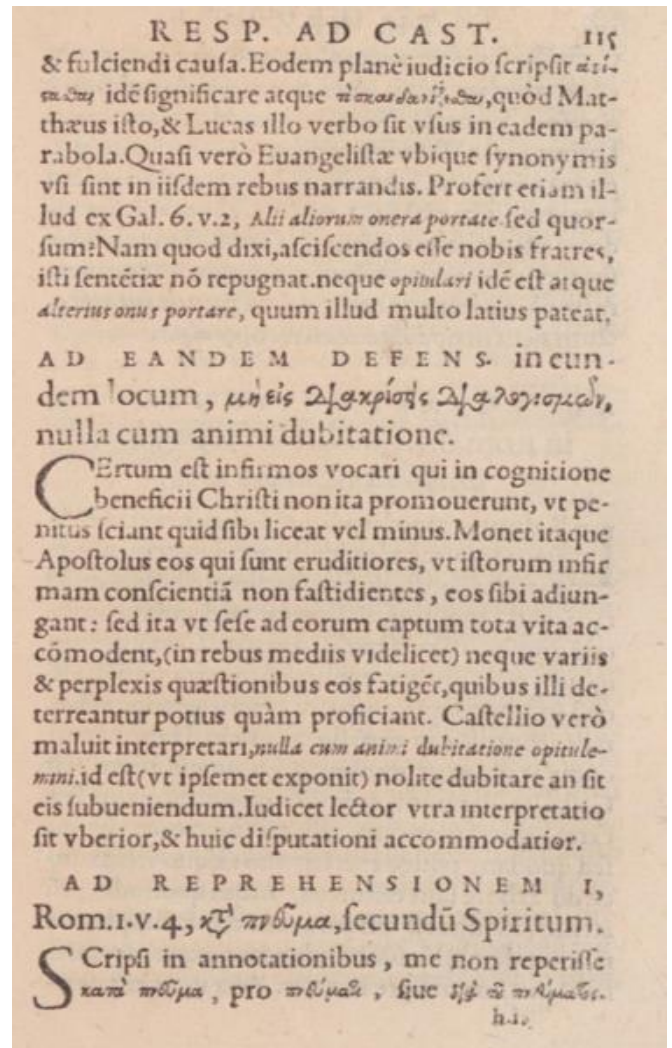 RESP. AD CAST. 115
& fulciendi cauſa. Eodem planè iudicio ſcripſit
idē ſignificare atque , quòd Mat-
thæus iſto, & Lucas illo verbo ſit vſus in eadem pa-
rabola. Quaſi verò Euangeliſtæ vbique ſynonymis
vſi ſint in iiſdem rebus narrandis. Profert etiam il-
lud ex Gal. 6. v. 2, Alii aliorum onera portate ſed quor-
ſum? Nam quod dixi, aſciſcendos eſſe nobis fratres,
iſti ſentētiæ nō repugnat. neque opitulari idē eſt atque
alterius onus portare, quum illud multo latius pateat.
AD EANDEM DEFENS. in eun-
dem locum, μὴ εἰς διακρίσεις διαλογισμῶν,
nulla cum animi dubitatione.
CErtum eſt infirmos vocari qui in cognitione
beneficii Chriſti non ita promouerunt, vt pe-
nitus ſciant quid ſibi liceat vel minus. Monet itaque
Apoſtolus eos qui ſunt eruditiores, vt iſtorum infir
mam conſcientiā non faſtidientes, eos ſibi adiun-
gant: ſed ita vt ſeſe ad eorum captum tota vita ac-
cōmodent, (in rebus mediis videlicet) neque variis
& perplexis quæſtionibus eos fatigēt, quibus illi de-
terreantur potius quàm proficiant. Caſtellio verò
maluit interpretari, nulla cum animi dubitatione opitule-
mini. id eſt (vt ipſemet exponit) nolite dubitare an ſit
eis ſubueniendum. Iudicet lector vtra interpretatio
ſit vberior, & huic diſputationi accommodatior.
AD REPREHENSIONEM I,
Rom. 1. v. 4, κατὰ πνεῦμα, ſecundū Spiritum.
SCripſi in annotationibus, me non reperiſſe
κατὰ πνεῦμα, pro πνεύματι, ſiue
h.i.